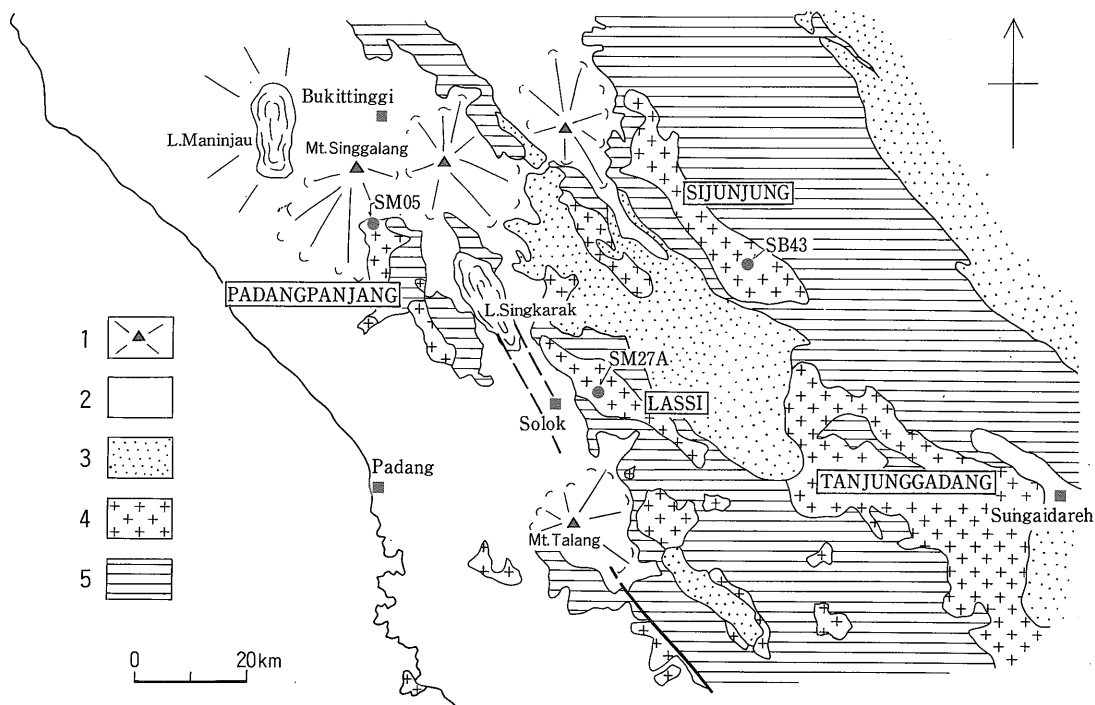 Bukittinggi
L.Maninjau
Mt.Singgalang
SM05
SIJUNJUNG
SB43
PADANGPANJANG
L.Singkarak
SM27A
LASSI
Solok
TANJUNGGADANG
Sungaidareh
Padang
Mt.Talang
1
2
3
4
5
0 20km